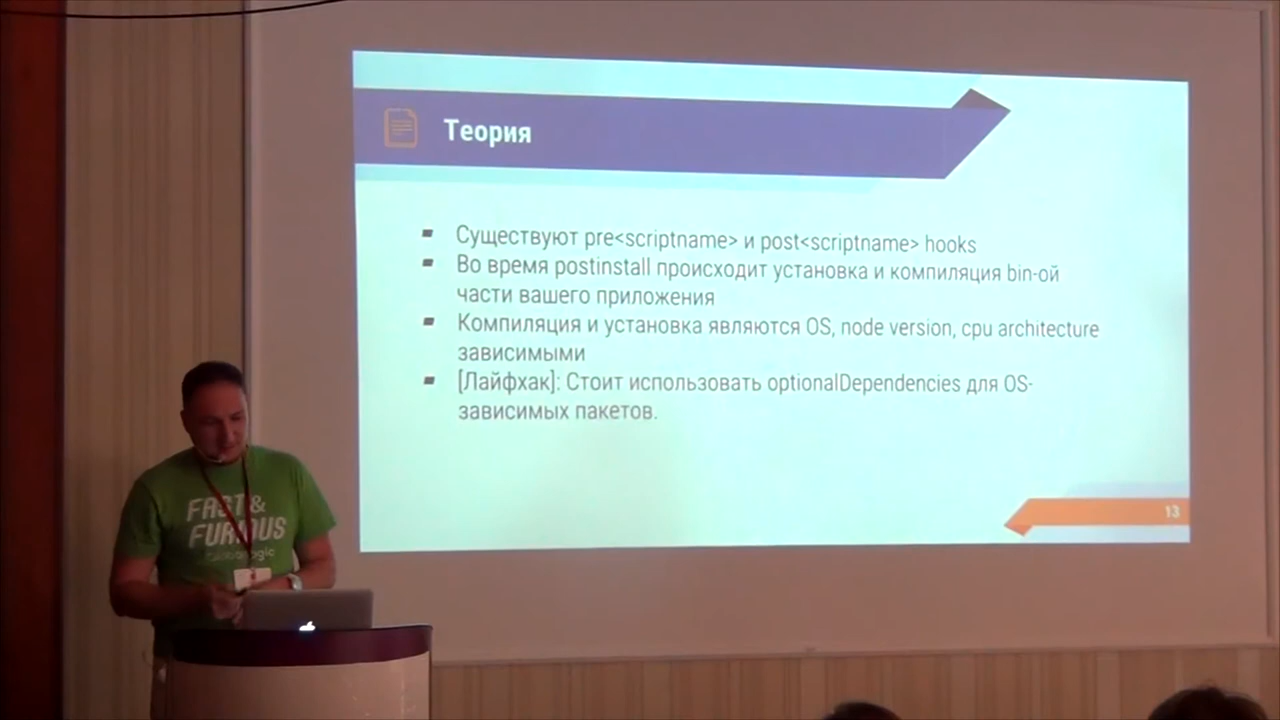 Теория
Существуют pre<scriptname> и post<scriptname> hooks
Во время postinstall происходит установка и компиляция bin-ой
части вашего приложения
Компиляция и установка являются OS, node version, cpu architecture
зависимыми
[Лайфхак]: Стоит использовать optionalDependencies для OS-
зависимых пакетов.
13
FAST &
FURIOUS
GlobalLogic